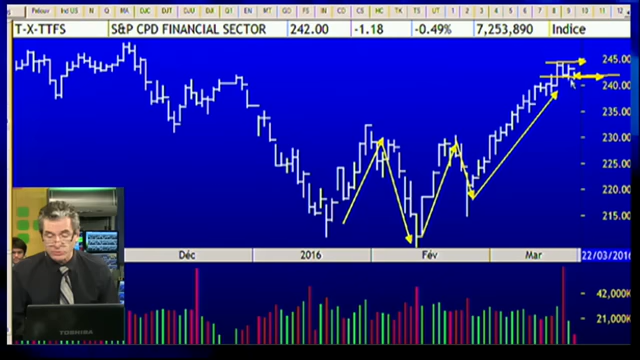 T-X-TTFS S&P CPD FINANCIAL SECTOR 242.00 -1.18 -0.49% 7,253,890 Indice
245.00
240.00
235.00
230.00
225.00
220.00
215.00
Déc 2016 Fév Mar 22/03/2016
42,000K
21,000K
TOSHIBA